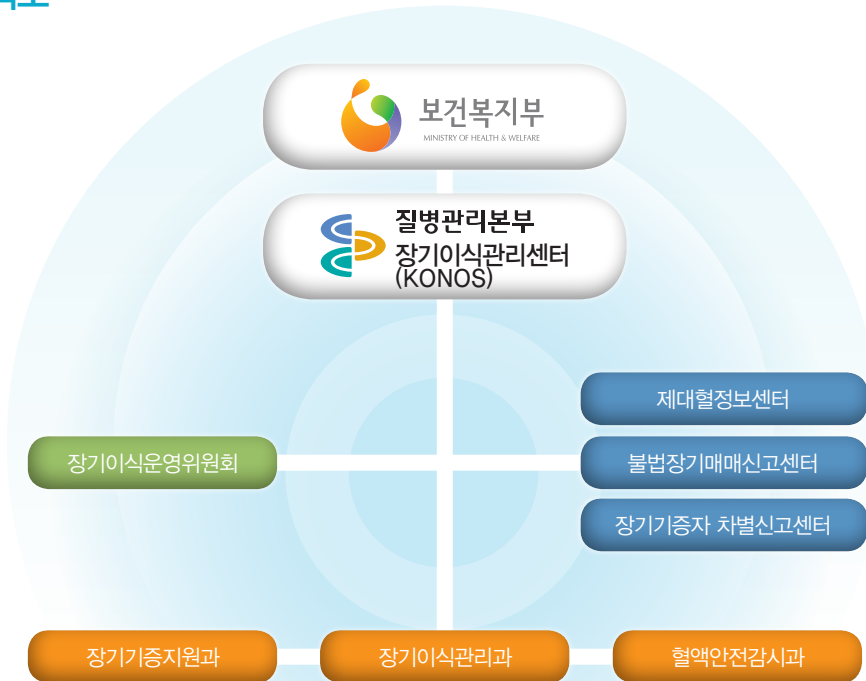 보건복지부
MINISTRY OF HEALTH & WELFARE
질병관리본부
장기이식관리센터
(KONOS)
제대혈정보센터
장기이식운영위원회
불법장기매매신고센터
장기기증자 차별신고센터
장기기증지원과
장기이식관리과
혈액안전감시과